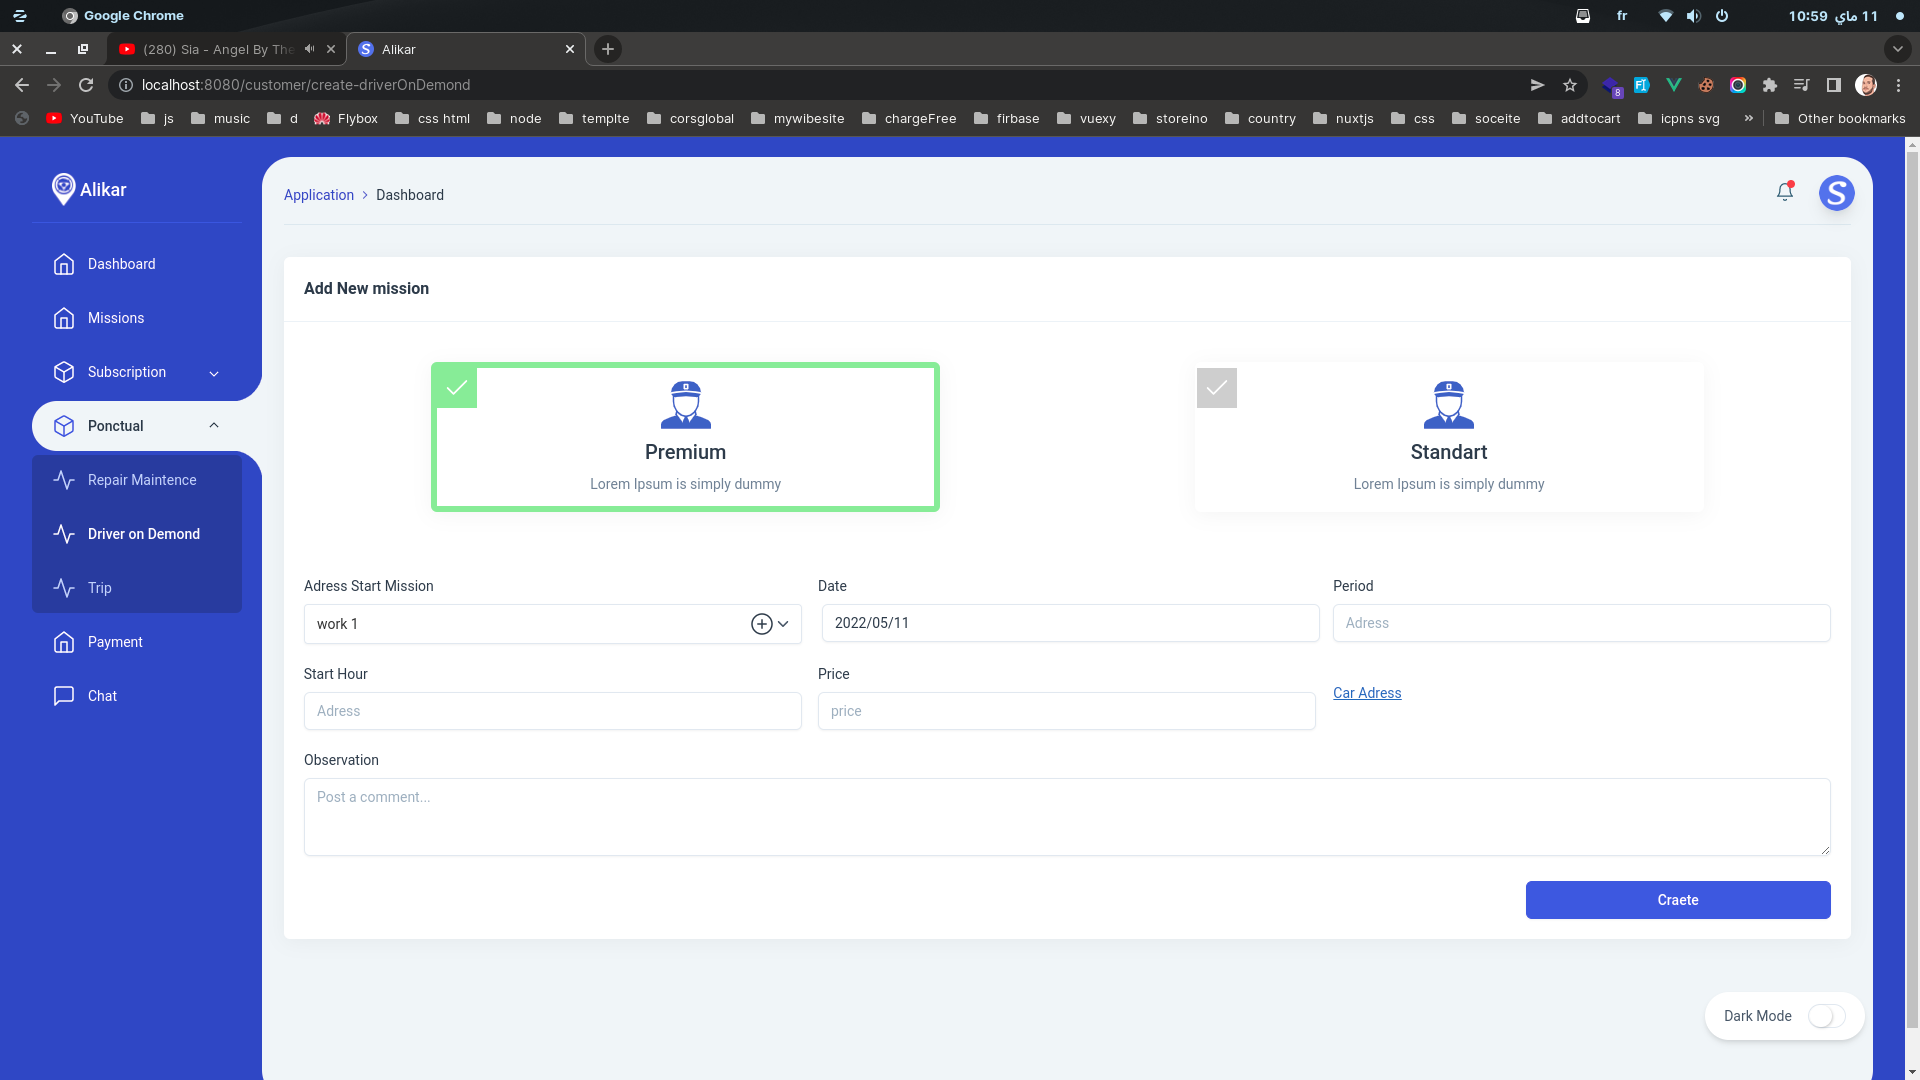 Google Chrome
fr
10:59 ماي 11
(280) Sia - Angel By The
Alikar
localhost:8080/customer/create-driverOnDemond
8
YouTube js music d Flybox css html node templte corsglobal mywibesite chargeFree firbase vuexy storeino country nuxtjs css soceite addtocart icpns svg » Other bookmarks
Alikar
Application > Dashboard
S
Dashboard
Missions
Subscription
Ponctual
Repair Maintence
Driver on Demond
Trip
Payment
Chat
Add New mission
Premium
Lorem Ipsum is simply dummy
Standart
Lorem Ipsum is simply dummy
Adress Start Mission
work 1
Date
2022/05/11
Period
Adress
Start Hour
Adress
Price
price
Car Adress
Observation
Post a comment...
Craete
Dark Mode